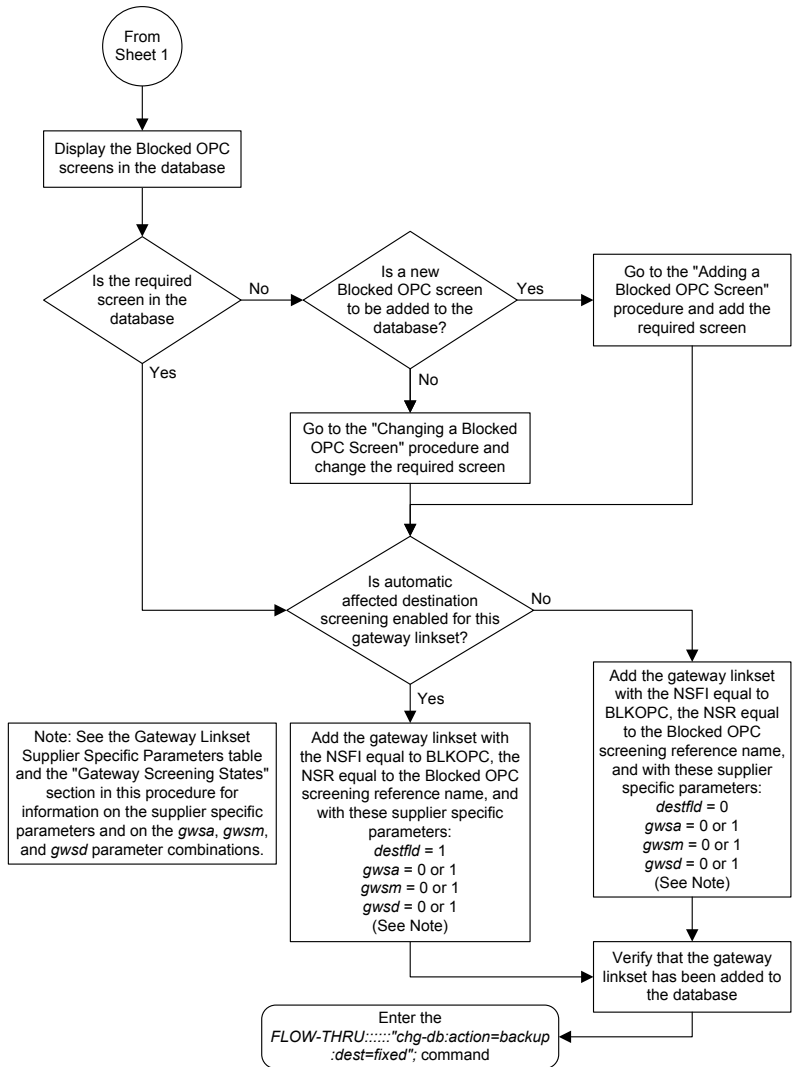 From
Sheet 1
Display the Blocked OPC
screens in the database
Is the required
screen in the
database
No
Yes
Is a new
Blocked OPC screen
to be added to the
database?
Yes
No
Go to the "Adding a
Blocked OPC Screen"
procedure and add the
required screen
Go to the "Changing a Blocked
OPC Screen" procedure and
change the required screen
Is automatic
affected destination
screening enabled for this
gateway linkset?
No
Yes
Note: See the Gateway Linkset
Supplier Specific Parameters table
and the "Gateway Screening States"
section in this procedure for
information on the supplier specific
parameters and on the gwsa, gwsm,
and gwsd parameter combinations.
Add the gateway linkset with
the NSFI equal to BLKOPC, the
NSR equal to the Blocked OPC
screening reference name, and
with these supplier specific
parameters:
destfld = 1
gwsa = 0 or 1
gwsm = 0 or 1
gwsd = 0 or 1
(See Note)
Add the gateway linkset
with the NSFI equal to
BLKOPC, the NSR equal
to the Blocked OPC
screening reference name,
and with these supplier
specific parameters:
destfld = 0
gwsa = 0 or 1
gwsm = 0 or 1
gwsd = 0 or 1
(See Note)
Verify that the gateway
linkset has been added to
the database
Enter the
FLOW-THRU::::::"chg-db:action=backup
:dest=fixed"; command